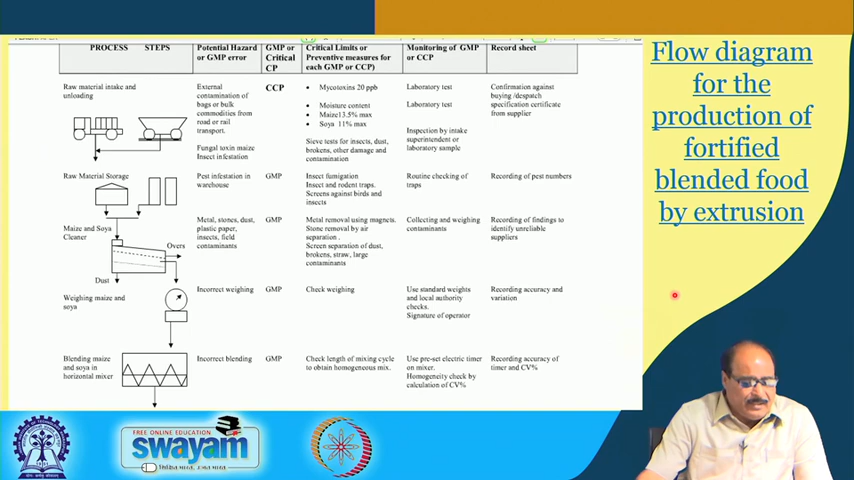 PROCESS STEPS
Potential Hazard or GMP error
GMP or Critical CP
Critical Limits or Preventive measures for each GMP or CCP)
Monitoring of GMP or CCP
Record sheet
Raw material intake and unloading
External contamination of bags or bulk commodities from road or rail transport.
Fungal toxin maize
Insect infestation
CCP
• Mycotoxins 20 ppb
• Moisture content
• Maize13.5% max
• Soya 11% max
Sieve tests for insects, dust, brokens, other damage and contamination
Laboratory test
Laboratory test
Inspection by intake superintendent or laboratory sample
Confirmation against buying /despatch specification certificate from supplier
Raw Material Storage
Pest infestation in warehouse
GMP
Insect fumigation
Insect and rodent traps.
Screens against birds and insects
Routine checking of traps
Recording of pest numbers
Maize and Soya Cleaner
Overs
Dust
Metal, stones, dust, plastic paper, insects, field contaminants
GMP
Metal removal using magnets.
Stone removal by air separation .
Screen separation of dust, brokens, straw, large contaminants
Collecting and weighing contaminants
Recording of findings to identify unreliable suppliers
Weighing maize and soya
Incorrect weighing
GMP
Check weighing
Use standard weights and local authority checks.
Signature of operator
Recording accuracy and variation
Blending maize and soya in horizontal mixer
Incorrect blending
GMP
Check length of mixing cycle to obtain homogeneous mix.
Use pre-set electric timer on mixer.
Homogeneity check by calculation of CV%
Recording accuracy of timer and CV%
Flow diagram
for the
production of
fortified
blended food
by extrusion
FREE ONLINE EDUCATION
swayam